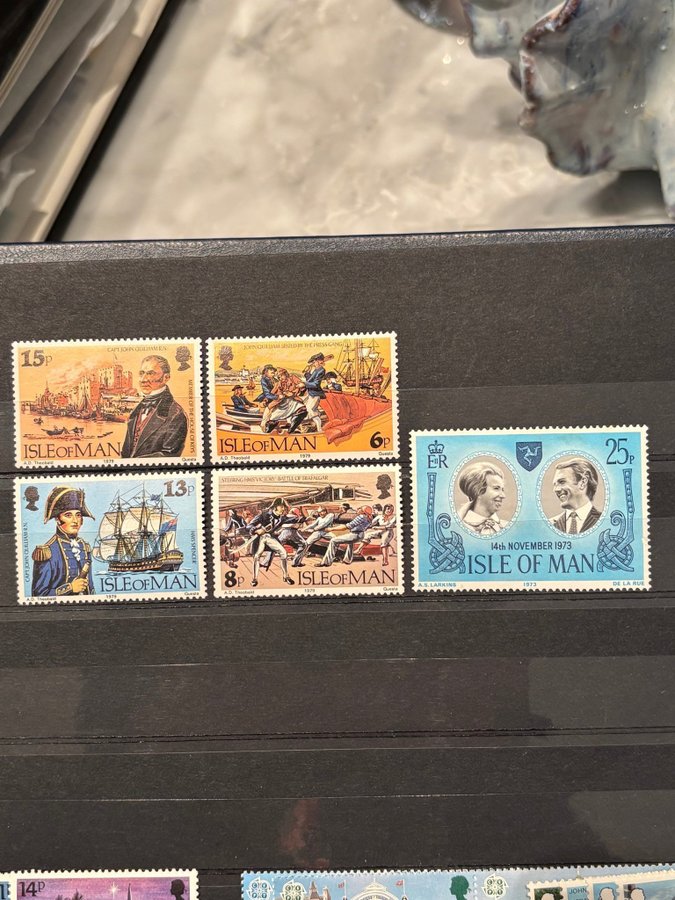 15p
CAPT. JOHN QUILLIAM R.N.
MEMBER OF THE HOUSE OF KEYS
ISLE OF MAN
A.D. Theobald 1979 Questa
JOHN QUILLIAM SEIZED BY THE PRESS GANG
ISLE OF MAN
6p
A.D. Theobald 1979 Questa
13p
CAPT. JOHN QUILLIAM R.N.
HMS SPENCER
ISLE OF MAN
A.D. Theobald 1979 Questa
STEERING HMS 'VICTORY', BATTLE OF TRAFALGAR
8p
ISLE OF MAN
A.D. Theobald 1979 Questa
EIIR
25p
14th NOVEMBER 1973
ISLE OF MAN
A.S. LARKINS 1973 DE LA RUE
14p
JOHN